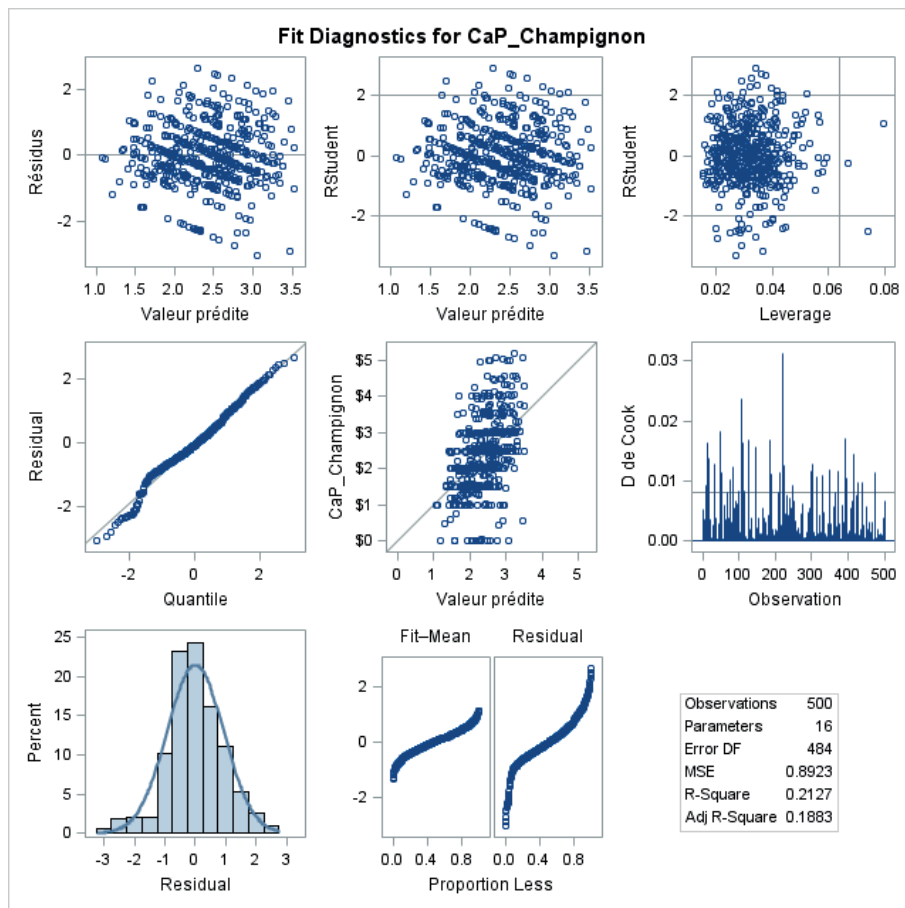 Fit Diagnostics for CaP_Champignon
Résidus
2
0
-2
1.0 1.5 2.0 2.5 3.0 3.5
Valeur prédite
RStudent
2
0
-2
1.0 1.5 2.0 2.5 3.0 3.5
Valeur prédite
RStudent
2
0
-2
0.02 0.04 0.06 0.08
Leverage
Residual
2
0
-2
-2 0 2
Quantile
CaP_Champignon
$5
$4
$3
$2
$1
$0
0 1 2 3 4 5
Valeur prédite
D de Cook
0.03
0.02
0.01
0.00
0 100 200 300 400 500
Observation
Percent
25
20
15
10
5
0
-3 -2 -1 0 1 2 3
Residual
Fit–Mean Residual
2
0
-2
0.0 0.4 0.8 0.0 0.4 0.8
Proportion Less
Observations 500
Parameters 16
Error DF 484
MSE 0.8923
R-Square 0.2127
Adj R-Square 0.1883